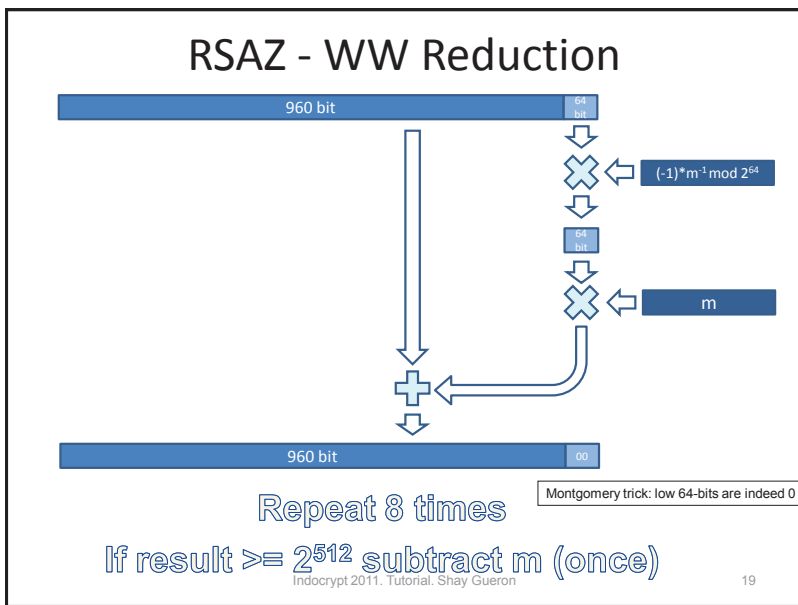 RSAZ - WW Reduction
960 bit
64
bit
(-1)*m⁻¹ mod 2⁶⁴
64
bit
m
960 bit
00
Montgomery trick: low 64-bits are indeed 0
Repeat 8 times
If result >= 2⁵¹² subtract m (once)
Indocrypt 2011. Tutorial. Shay Gueron
19